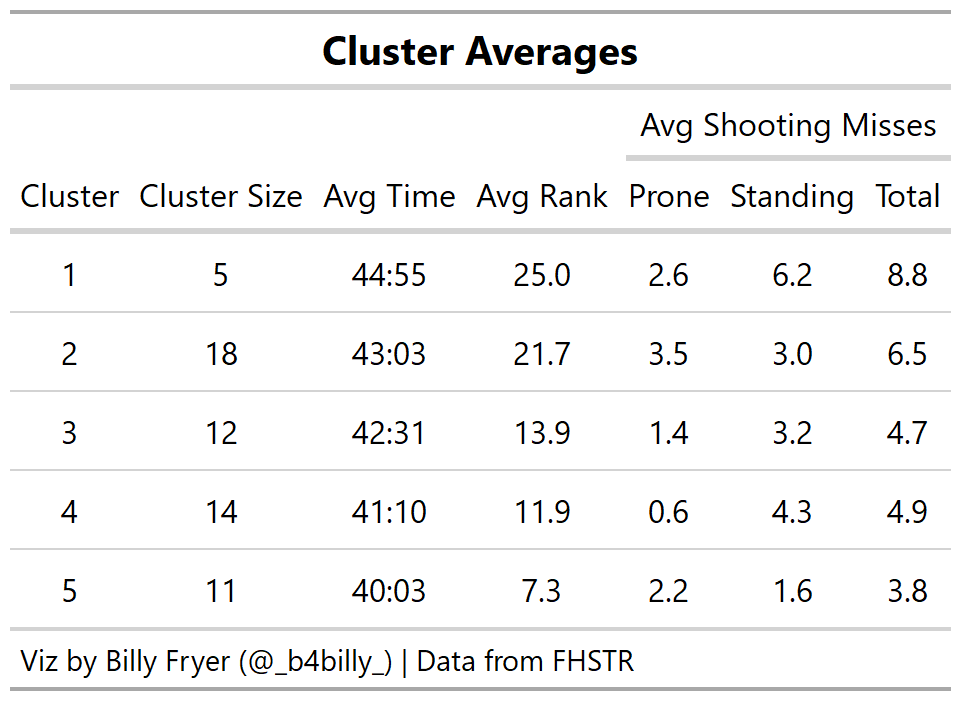 Cluster Averages
Avg Shooting Misses
Cluster Cluster Size Avg Time Avg Rank Prone Standing Total
1 5 44:55 25.0 2.6 6.2 8.8
2 18 43:03 21.7 3.5 3.0 6.5
3 12 42:31 13.9 1.4 3.2 4.7
4 14 41:10 11.9 0.6 4.3 4.9
5 11 40:03 7.3 2.2 1.6 3.8
Viz by Billy Fryer (@_b4billy_) | Data from FHSTR